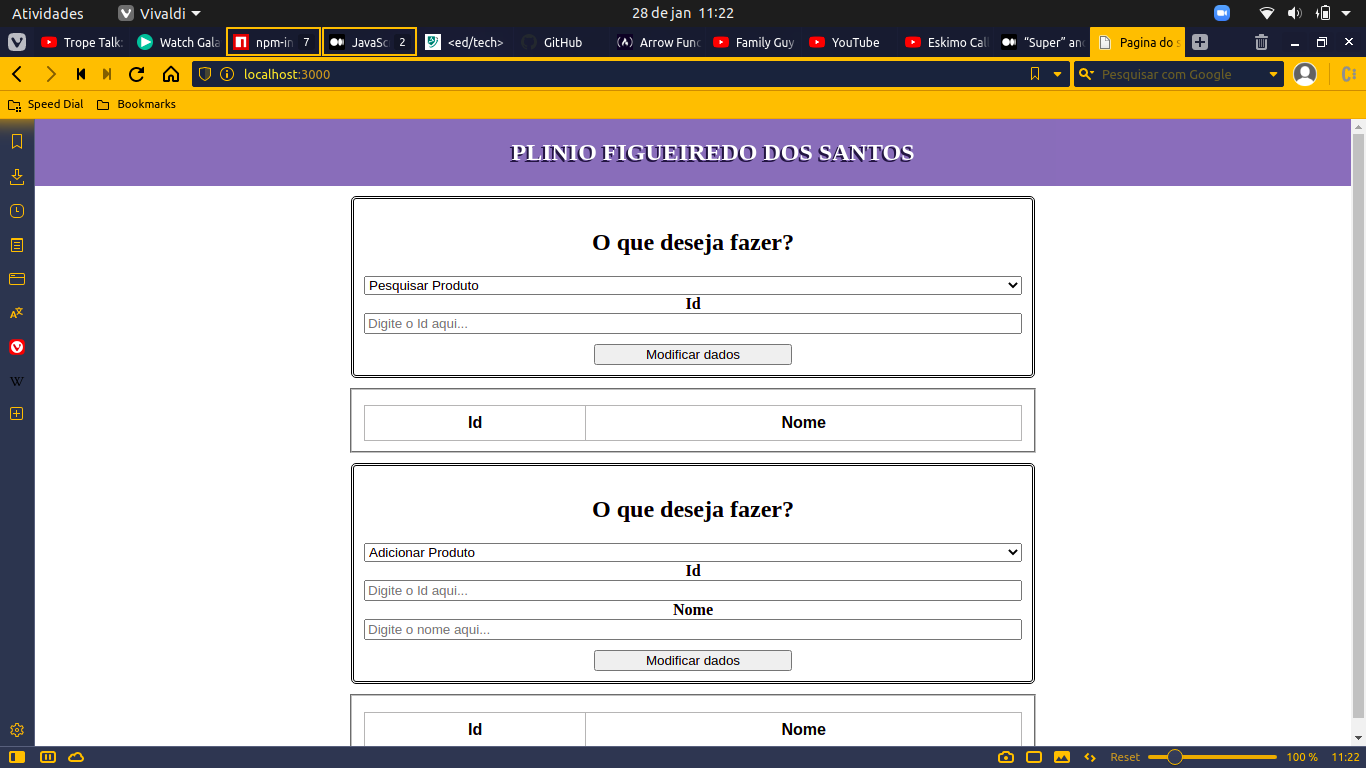 Atividades
Vivaldi
28 de jan 11:22
Trope Talk:
Watch Gala
npm-in
7
JavaSc
2
<ed/tech>
GitHub
Arrow Func
Family Guy
YouTube
Eskimo Call
“Super” and
Pagina do s
localhost:3000
Pesquisar com Google
Speed Dial
Bookmarks
PLINIO FIGUEIREDO DOS SANTOS
O que deseja fazer?
Pesquisar Produto
Id
Digite o Id aqui...
Modificar dados
Id Nome
O que deseja fazer?
Adicionar Produto
Id
Digite o Id aqui...
Nome
Digite o nome aqui...
Modificar dados
Id Nome
Reset 100 % 11:22